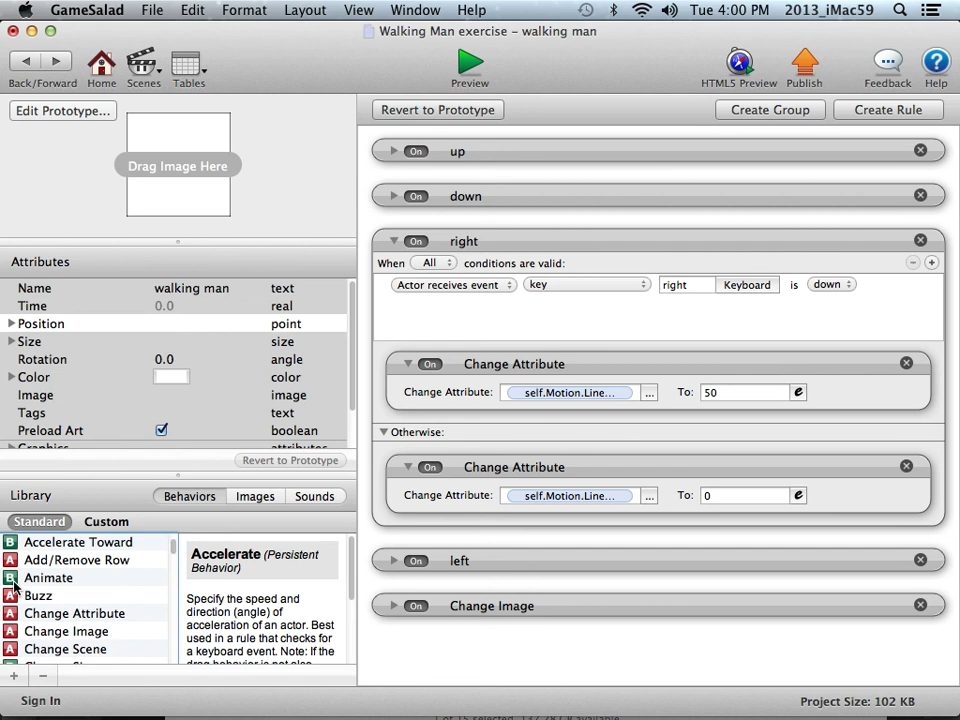 GameSalad File Edit Format Layout View Window Help Tue 4:00 PM 2013_iMac59
Walking Man exercise – walking man
Back/Forward Home Scenes Tables Preview HTML5 Preview Publish Feedback Help
Edit Prototype...
Drag Image Here
Attributes
Name walking man text
Time 0.0 real
Position point
Size size
Rotation 0.0 angle
Color color
Image image
Tags text
Preload Art boolean
Graphics attributes
Revert to Prototype
Library Behaviors Images Sounds
Standard Custom
B Accelerate Toward
A Add/Remove Row
B Animate
A Buzz
A Change Attribute
A Change Image
A Change Scene
Accelerate (Persistent
Behavior)
Specify the speed and
direction (angle) of
acceleration of an actor. Best
used in a rule that checks for
a keyboard event. Note: If the
drag behavior is not also
Sign In
Revert to Prototype Create Group Create Rule
On up
On down
On right
When All conditions are valid:
Actor receives event key right Keyboard is down
On Change Attribute
Change Attribute: self.Motion.Line... ... To: 50 e
Otherwise:
On Change Attribute
Change Attribute: self.Motion.Line... ... To: 0 e
On left
On Change Image
Project Size: 102 KB